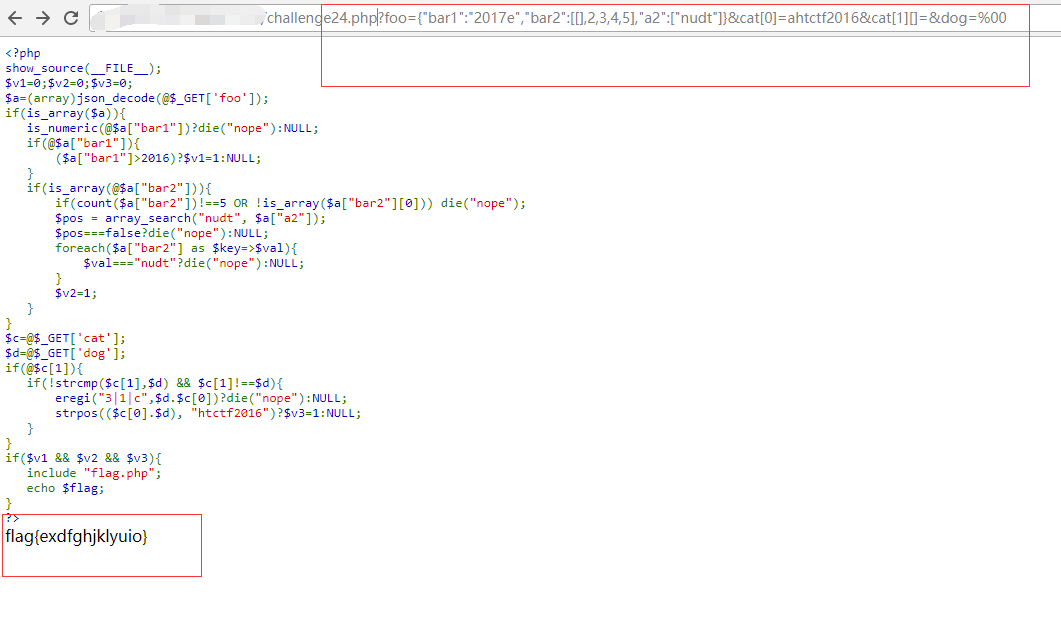 /challenge24.php?foo={"bar1":"2017e","bar2":[[],2,3,4,5],"a2":["nudt"]}&cat[0]=ahtctf2016&cat[1][]=&dog=%00
<?php
show_source(__FILE__);
$v1=0;$v2=0;$v3=0;
$a=(array)json_decode(@$_GET['foo']);
if(is_array($a)){
   is_numeric(@$a["bar1"])?die("nope"):NULL;
   if(@$a["bar1"]){
       ($a["bar1"]>2016)?$v1=1:NULL;
   }
   if(is_array(@$a["bar2"])){
       if(count($a["bar2"])!==5 OR !is_array($a["bar2"][0])) die("nope");
       $pos = array_search("nudt", $a["a2"]);
       $pos===false?die("nope"):NULL;
       foreach($a["bar2"] as $key=>$val){
           $val==="nudt"?die("nope"):NULL;
       }
       $v2=1;
   }
}
$c=@$_GET['cat'];
$d=@$_GET['dog'];
if(@$c[1]){
   if(!strcmp($c[1],$d) && $c[1]!==$d){
       eregi("3|1|c",$d.$c[0])?die("nope"):NULL;
       strpos(($c[0].$d), "htctf2016")?$v3=1:NULL;
   }
}
if($v1 && $v2 && $v3){
   include "flag.php";
   echo $flag;
}
?>
flag{exdfghjklyuio}